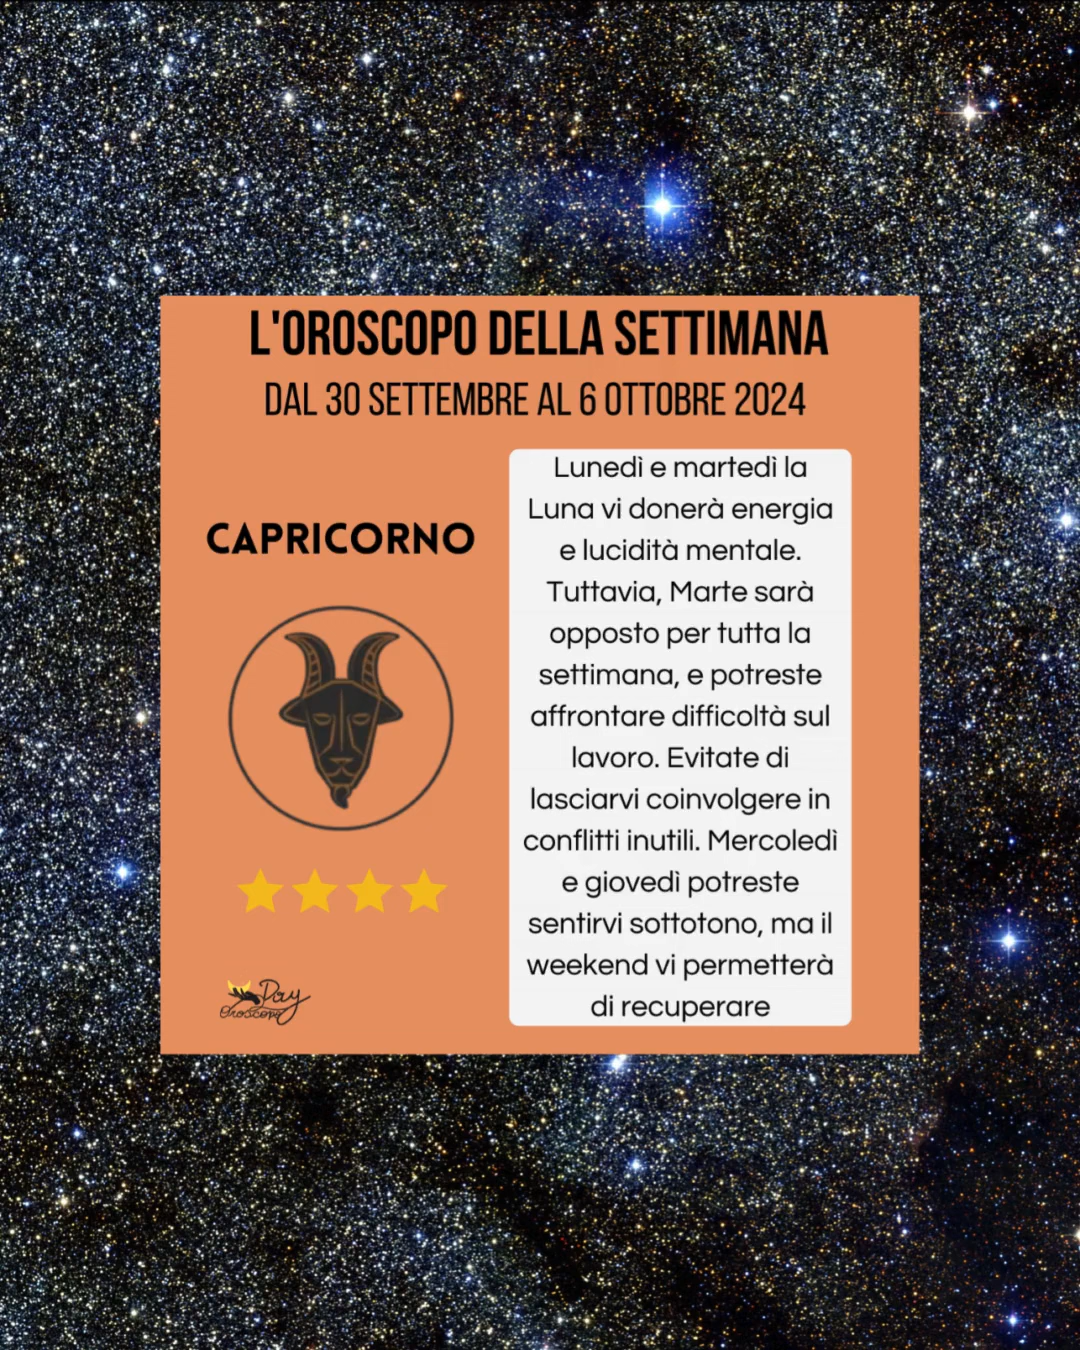 L'OROSCOPO DELLA SETTIMANA
DAL 30 SETTEMBRE AL 6 OTTOBRE 2024
CAPRICORNO
Lunedì e martedì la
Luna vi donerà energia
e lucidità mentale.
Tuttavia, Marte sarà
opposto per tutta la
settimana, e potreste
affrontare difficoltà sul
lavoro. Evitate di
lasciarvi coinvolgere in
conflitti inutili. Mercoledì
e giovedì potreste
sentirvi sottotono, ma il
weekend vi permetterà
di recuperare
Day
Oroscopo